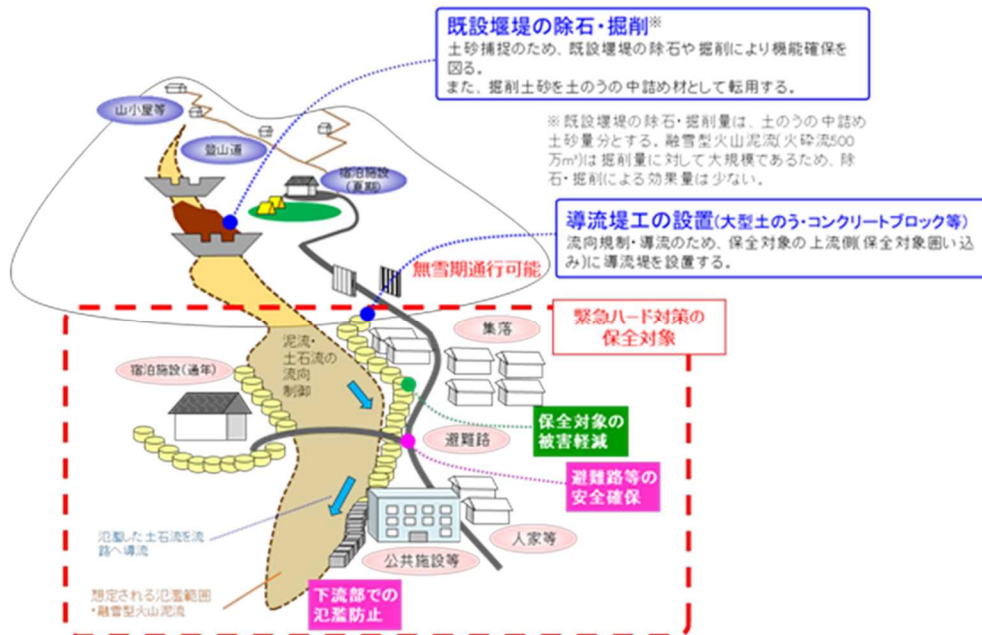 既設堰堤の除石・掘削※
土砂捕捉のため、既設堰堤の除石や掘削により機能確保を
図る。
また、掘削土砂を土のうの中詰め材として転用する。
※既設堰堤の除石・掘削量は、土のうの中詰め
土砂量分とする。融雪型火山泥流(火砕流500
万m³)は掘削量に対して大規模であるため、除
石・掘削による効果量は少ない。
山小屋等
登山道
宿泊施設
(夏期)
導流堤工の設置(大型土のう・コンクリートブロック等)
流向規制・導流のため、保全対象の上流側(保全対象囲い込
み)に導流堤を設置する。
無雪期通行可能
緊急ハード対策の
保全対象
集落
泥流・
土石流の
流向
制御
宿泊施設(通年)
保全対象の
被害軽減
避難路
避難路等の
安全確保
人家等
公共施設等
氾濫した土石流を流
路へ導流
想定される氾濫範囲
・融雪型火山泥流
下流部での
氾濫防止